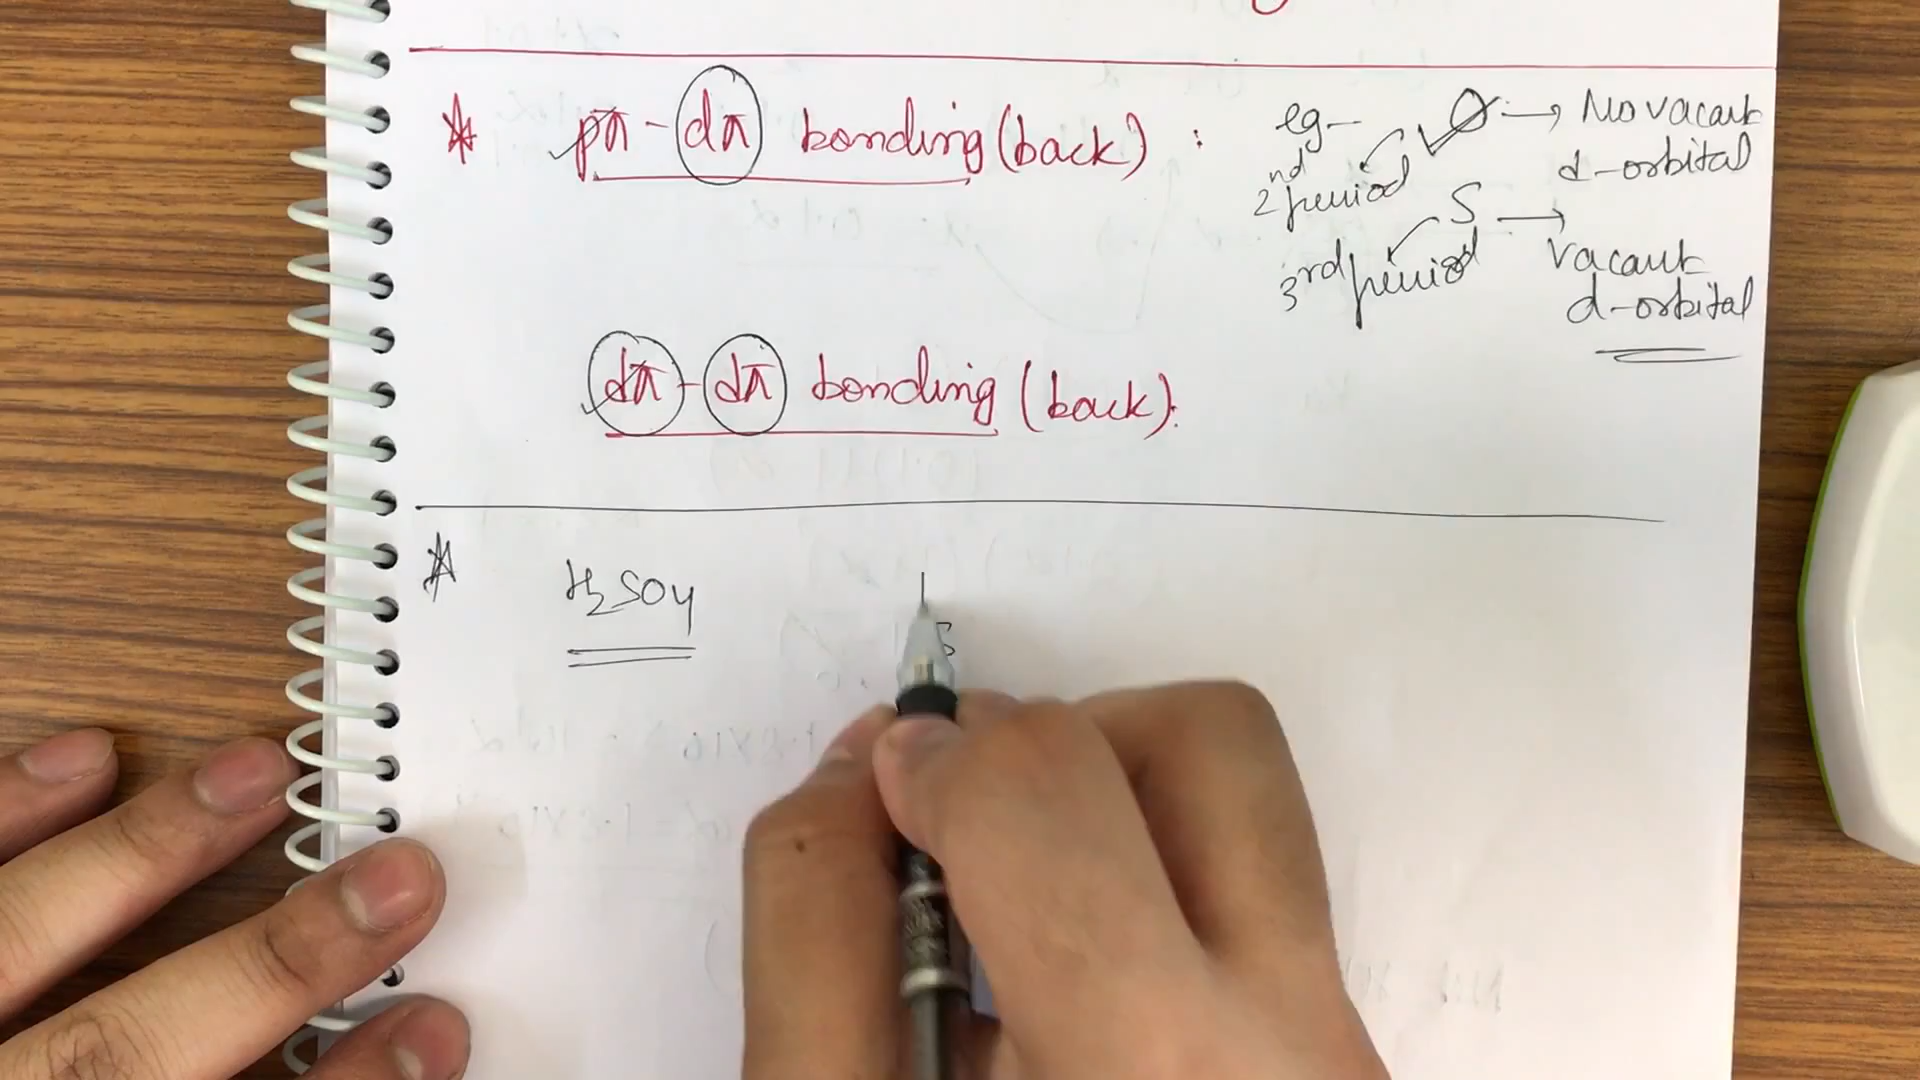 pπ - dπ bonding (back) :
eg-
O → No vacant
d-orbital
2nd period
S → vacant
d-orbital
3rd period
dπ - dπ bonding (back):
H2SO4
S